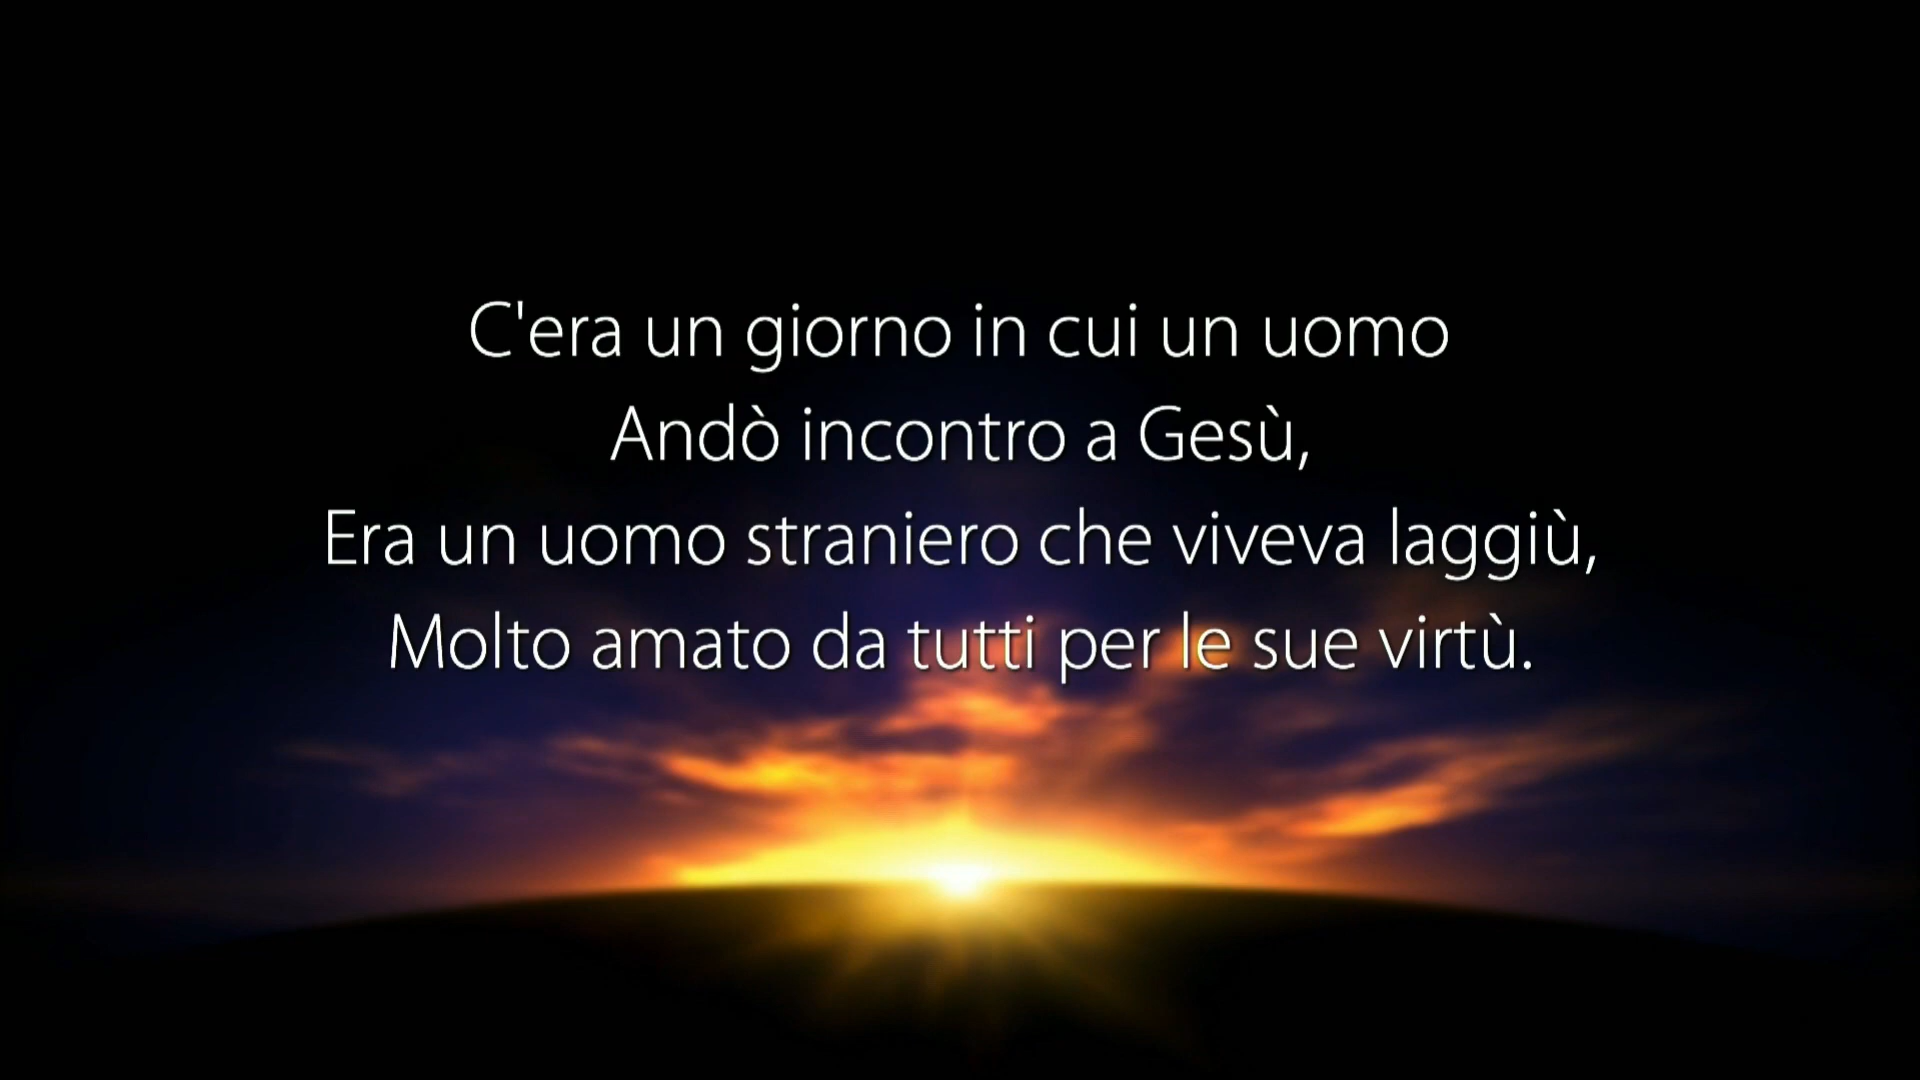 C'era un giorno in cui un uomo
Andò incontro a Gesù,
Era un uomo straniero che viveva laggiù,
Molto amato da tutti per le sue virtù.